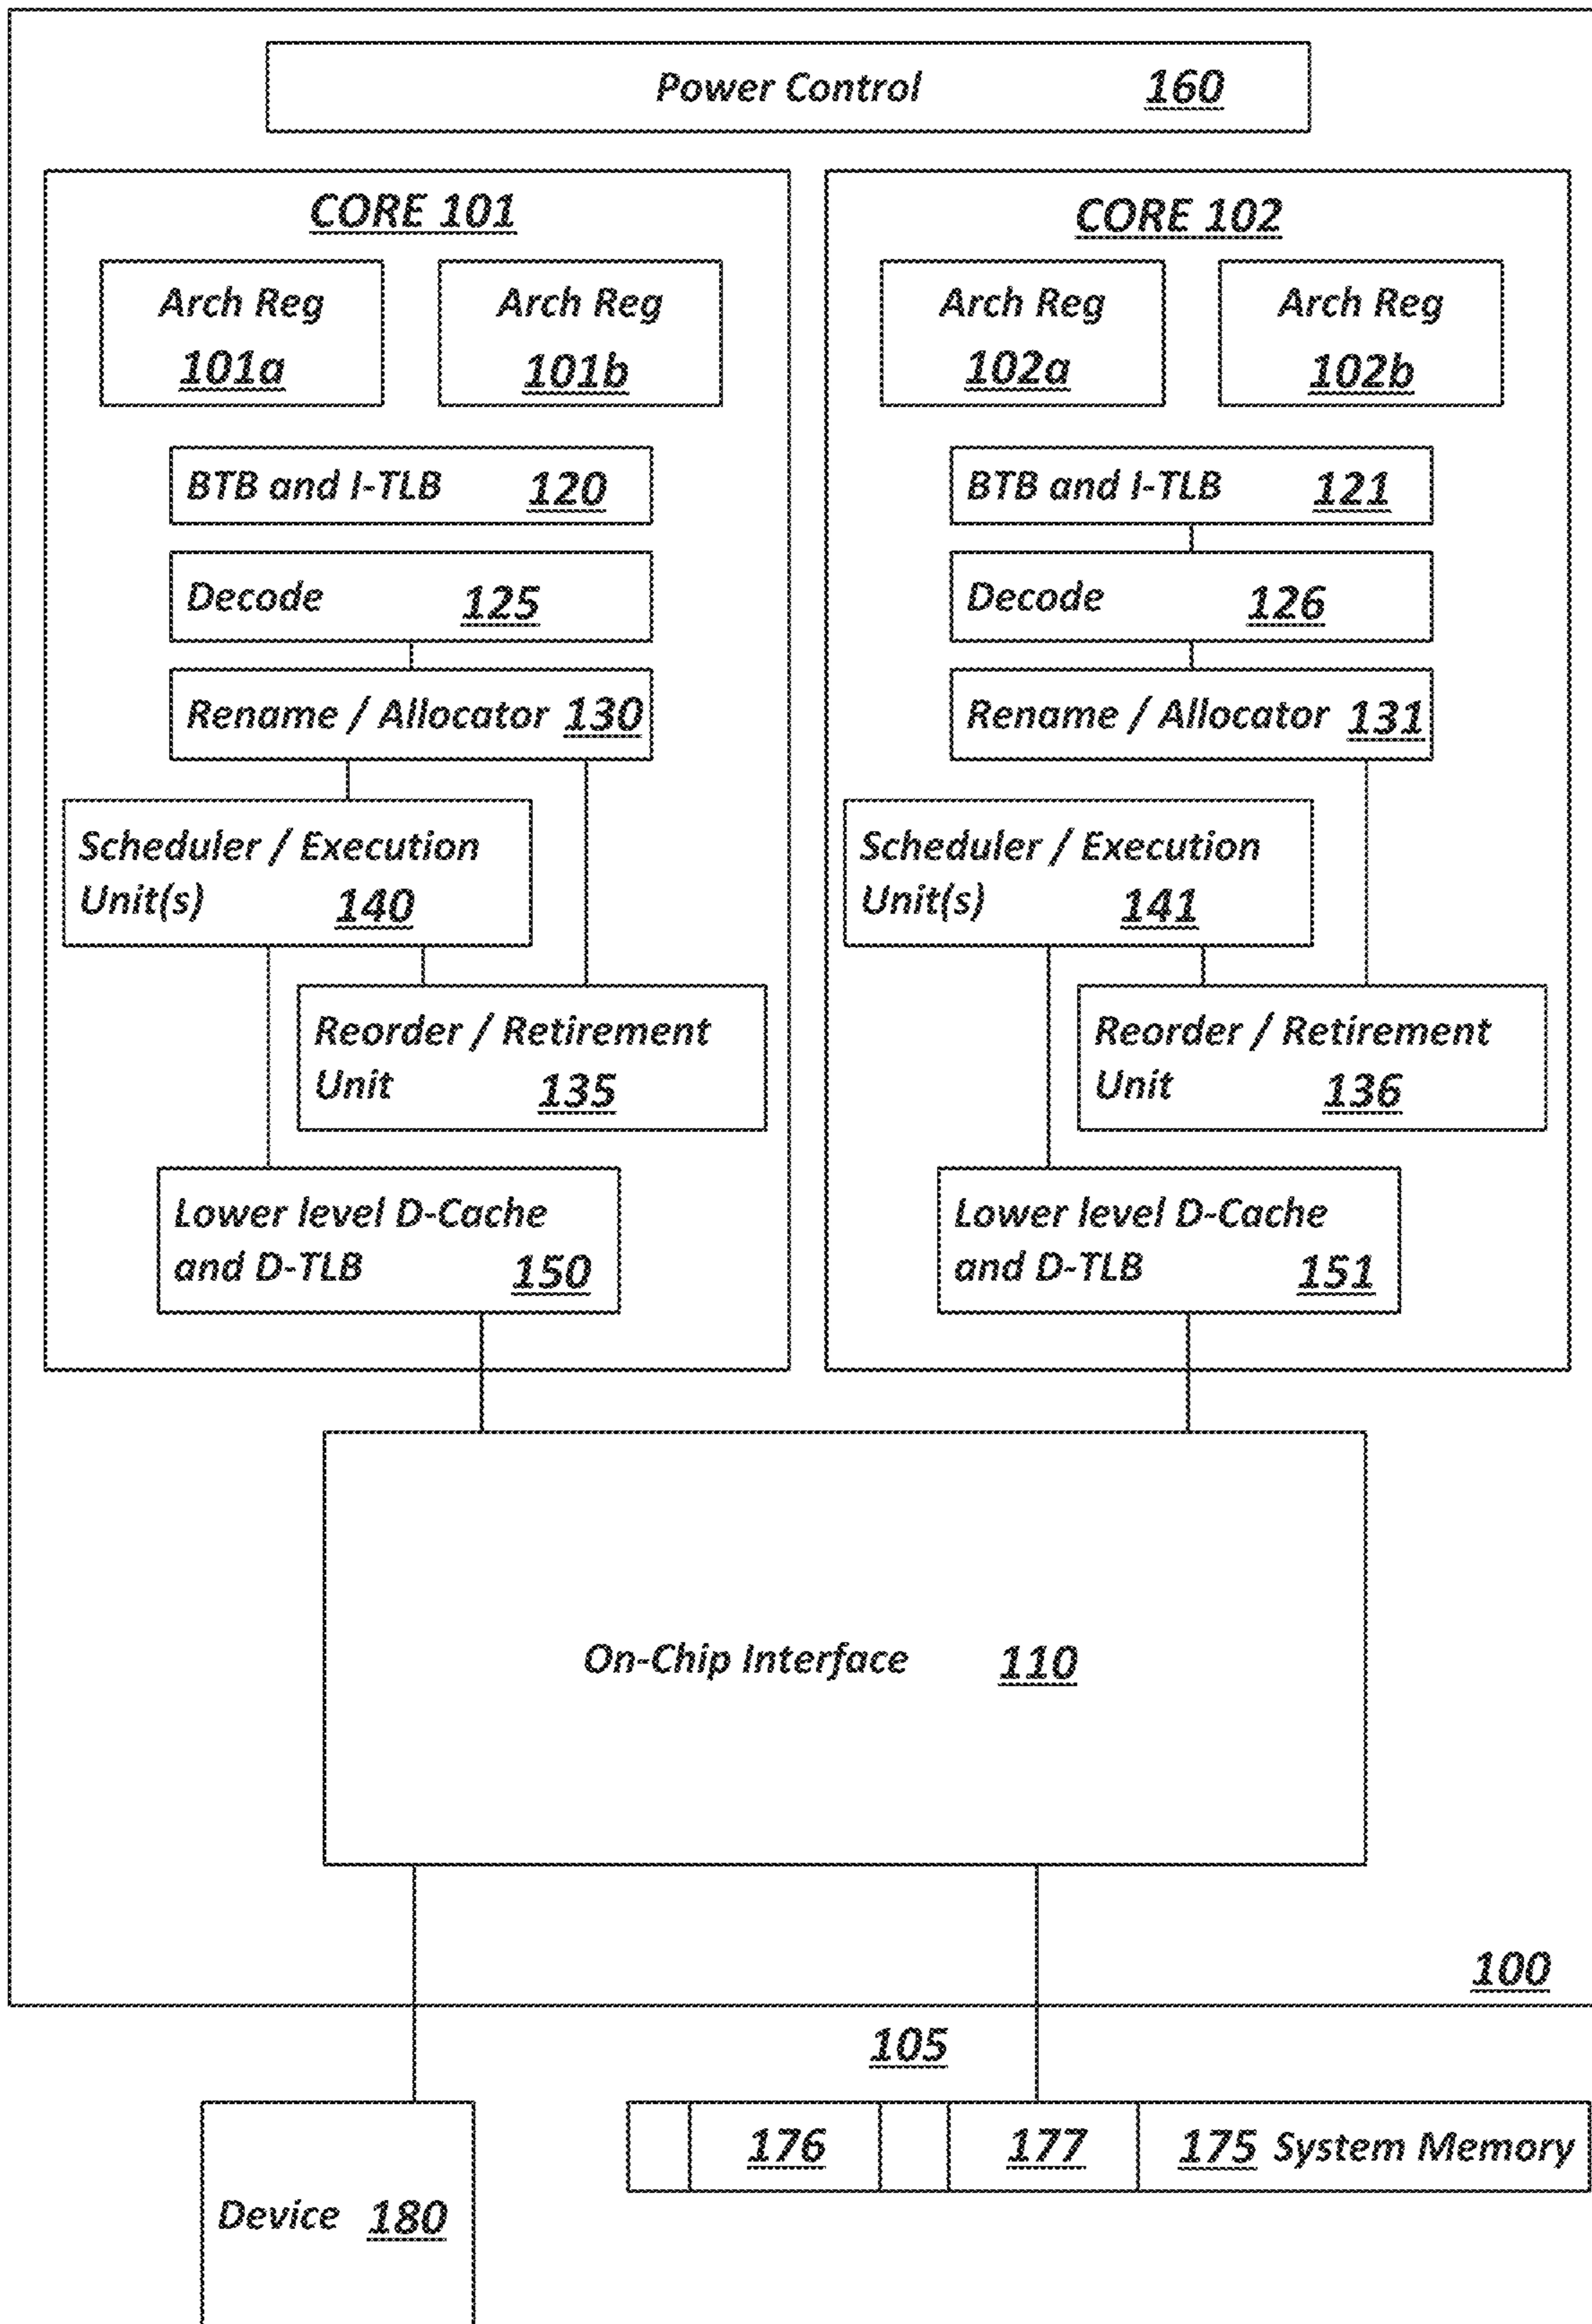 Power Control 160
CORE 101
Arch Reg
101a
Arch Reg
101b
BTB and I-TLB 120
Decode 125
Rename / Allocator 130
Scheduler / Execution
Unit(s) 140
Reorder / Retirement
Unit 135
Lower level D-Cache
and D-TLB 150
CORE 102
Arch Reg
102a
Arch Reg
102b
BTB and I-TLB 121
Decode 126
Rename / Allocator 131
Scheduler / Execution
Unit(s) 141
Reorder / Retirement
Unit 136
Lower level D-Cache
and D-TLB 151
On-Chip Interface 110
100
105
176 177 175 System Memory
Device 180